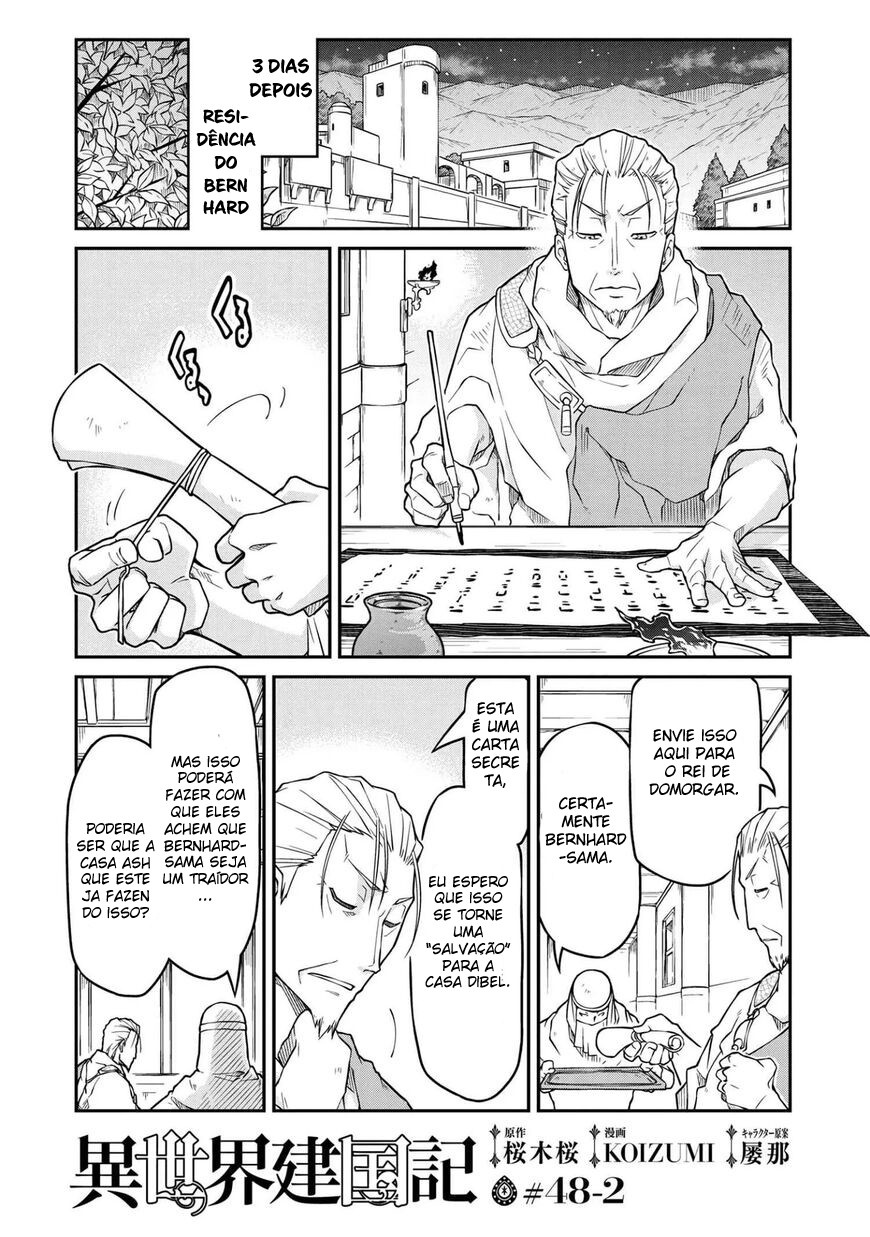 3 DIAS
DEPOIS
RESI-
DÊNCIA
DO
BERN
HARD
ENVIE ISSO
AQUI PARA
O REI DE
DOMORGAR.
CERTA-
MENTE
BERNHARD
-SAMA.
ESTA
É UMA
CARTA
SECRE
TA,
EU ESPERO
QUE ISSO
SE TORNE
UMA
“SALVAÇÃO”
PARA A
CASA DIBEL.
MAS ISSO
PODERÁ
FAZER COM
QUE ELES
ACHEM QUE
BERNHARD-
SAMA SEJA
UM TRAÍDOR
...
PODERIA
SER QUE A
CASA ASH
QUE ESTE
JA FAZEN
DO ISSO?
異世界建国記
原作
桜木桜
漫画
KOIZUMI
キャラクター原案
屡那
#48-2